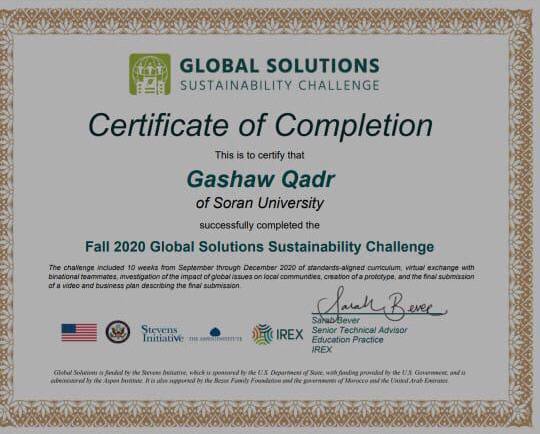 GLOBAL SOLUTIONS
SUSTAINABILITY CHALLENGE
Certificate of Completion
This is to certify that
Gashaw Qadr
of Soran University
successfully completed the
Fall 2020 Global Solutions Sustainability Challenge
The challenge included 10 weeks from September through December 2020 of standards-aligned curriculum, virtual exchange with
binational teammates, investigation of the impact of global issues on local communities, creation of a prototype, and the final submission
of a video and business plan describing the final submission.
Sarah Bever
Sarah Bever
Senior Technical Advisor
Education Practice
IREX
Stevens
Initiative
THE ASPEN INSTITUTE
IREX
Global Solutions is funded by the Stevens Initiative, which is sponsored by the U.S. Department of State, with funding provided by the U.S. Government, and is
administered by the Aspen Institute. It is also supported by the Bezos Family Foundation and the governments of Morocco and the United Arab Emirates.